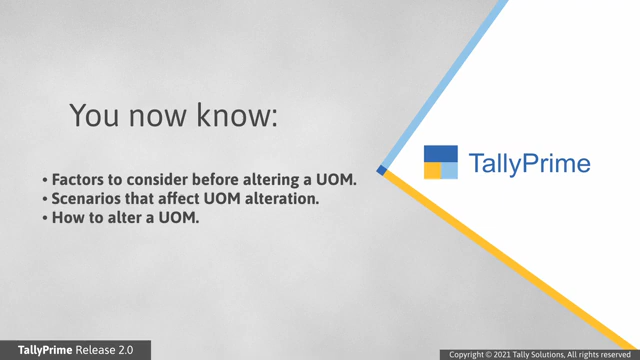 You now know:
• Factors to consider before altering a UOM.
• Scenarios that affect UOM alteration.
• How to alter a UOM.
TallyPrime
TallyPrime Release 2.0
Copyright © 2021 Tally Solutions, All rights reserved